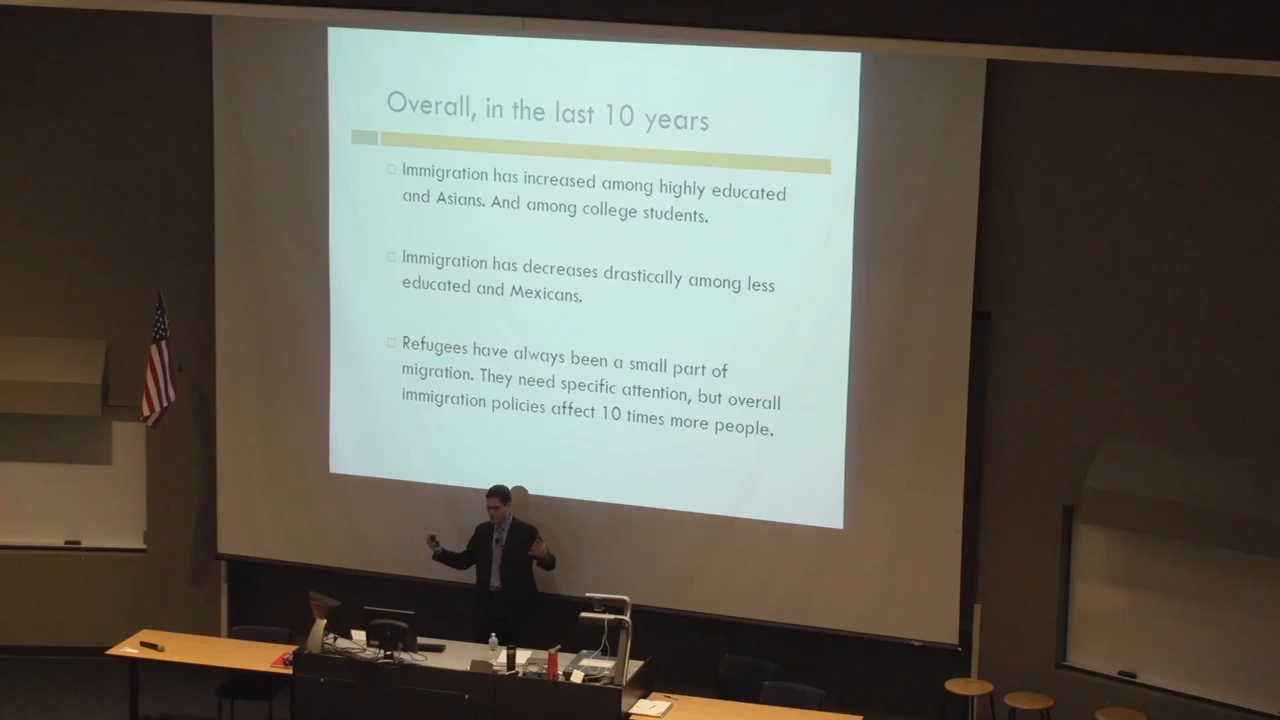 Overall, in the last 10 years
Immigration has increased among highly educated
and Asians. And among college students.
Immigration has decreases drastically among less
educated and Mexicans.
Refugees have always been a small part of
migration. They need specific attention, but overall
immigration policies affect 10 times more people.